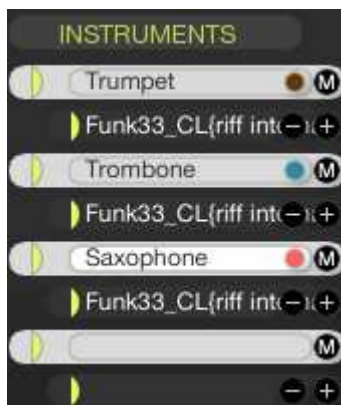 INSTRUMENTS
Trumpet M
Funk33_CL{riff int
Trombone M
Funk33_CL{riff int
Saxophone M
Funk33_CL{riff int
M